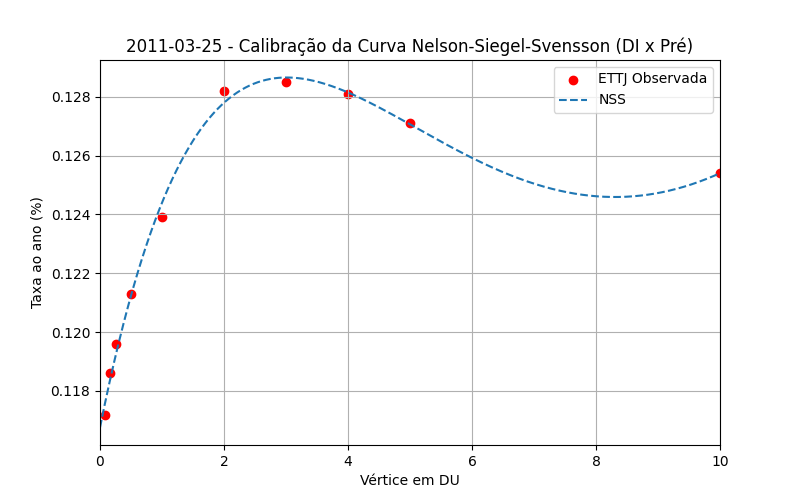 2011-03-25 - Calibração da Curva Nelson-Siegel-Svensson (DI x Pré)
ETTJ Observada
NSS
Taxa ao ano (%)
0.128
0.126
0.124
0.122
0.120
0.118
0 2 4 6 8 10
Vértice em DU